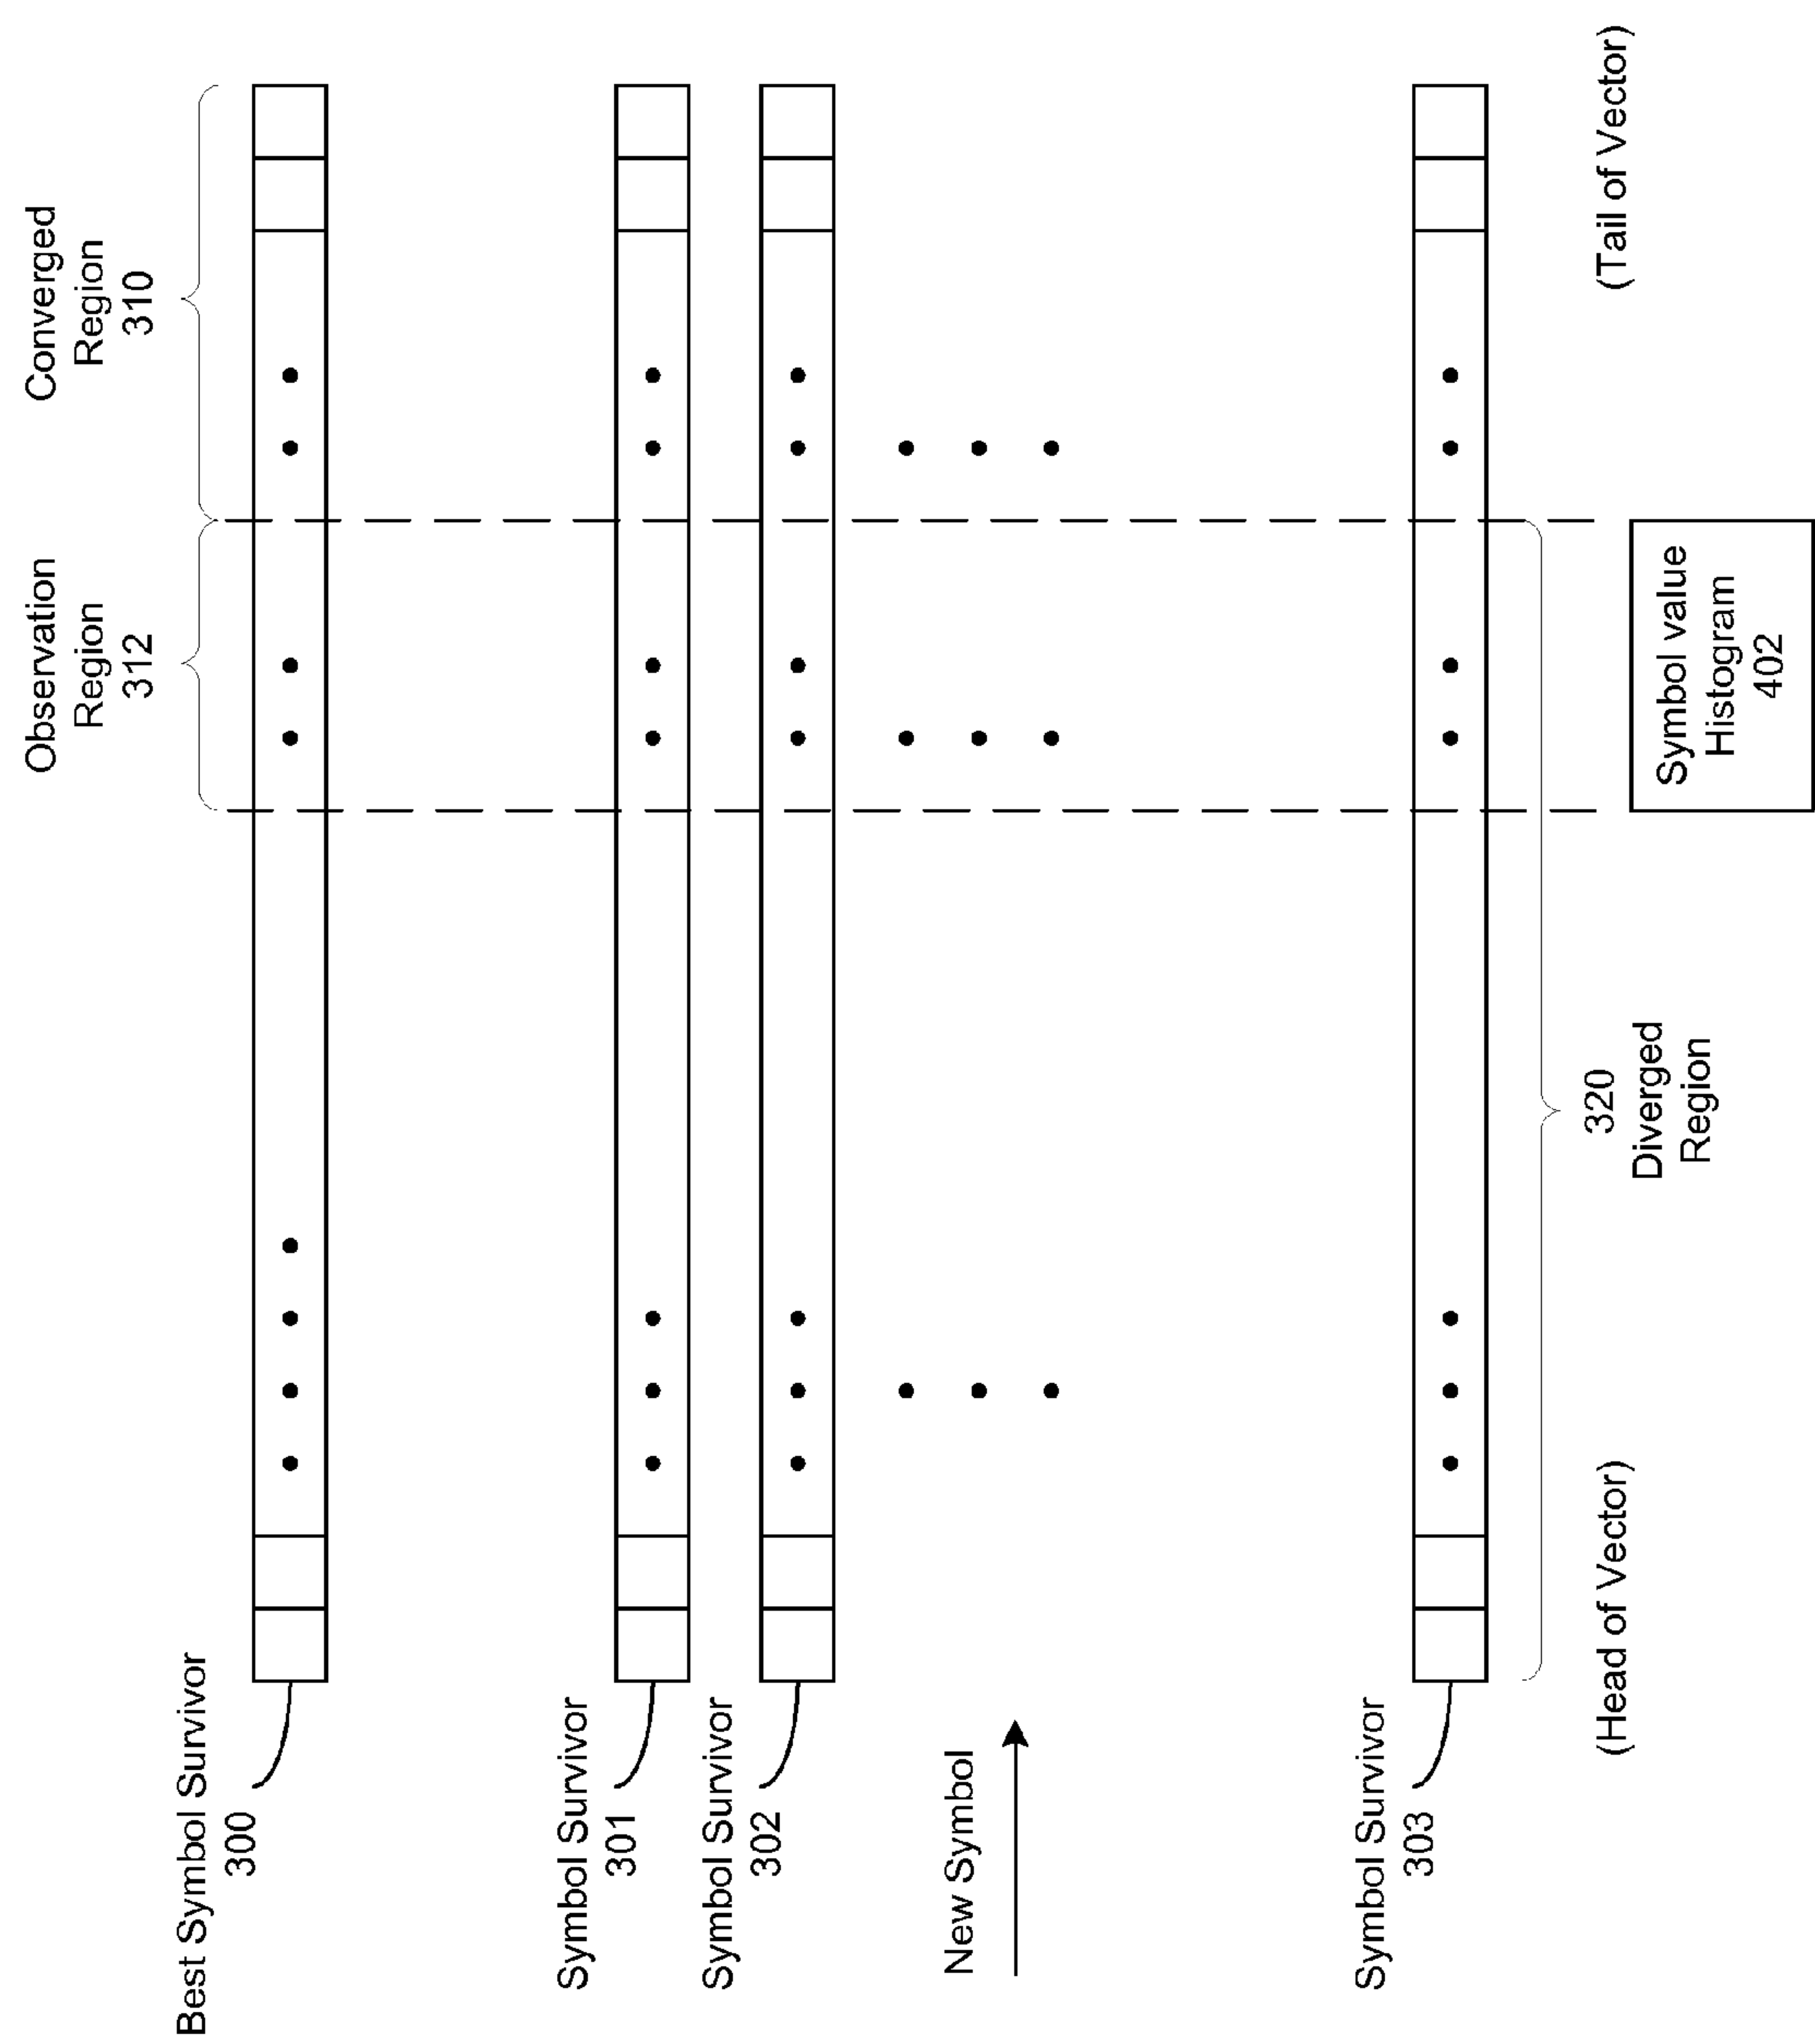 Best Symbol Survivor
300
Observation
Region
312
Converged
Region
310
Symbol Survivor
301
Symbol Survivor
302
New Symbol
Symbol Survivor
303
320
Diverged
Region
(Head of Vector)
(Tail of Vector)
Symbol value
Histogram
402